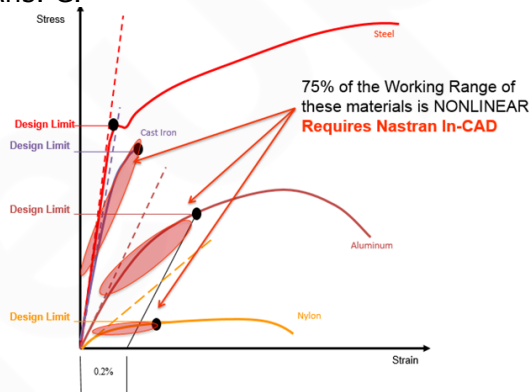 Ans. C.
Stress
Steel
75% of the Working Range of
these materials is NONLINEAR
Requires Nastran In-CAD
Design Limit
Cast Iron
Design Limit
Design Limit
Aluminum
Design Limit
Nylon
Strain
0.2%